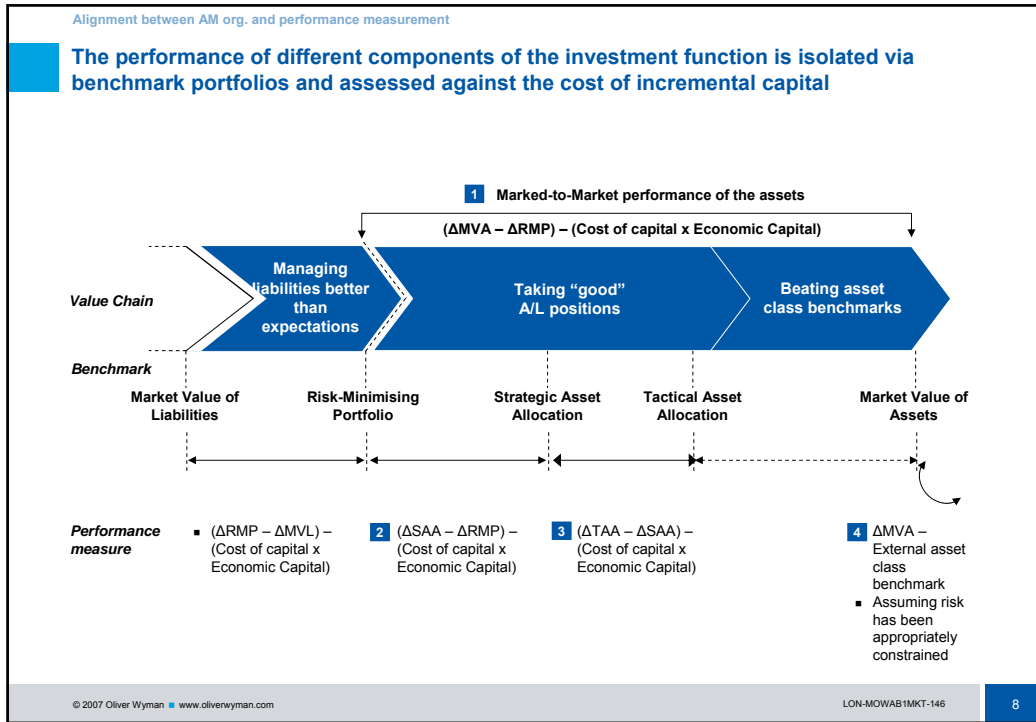 Alignment between AM org. and performance measurement
The performance of different components of the investment function is isolated via
benchmark portfolios and assessed against the cost of incremental capital
1 Marked-to-Market performance of the assets
(ΔMVA – ΔRMP) – (Cost of capital x Economic Capital)
Value Chain
Managing
liabilities better
than
expectations
Taking “good”
A/L positions
Beating asset
class benchmarks
Benchmark
Market Value of
Liabilities
Risk-Minimising
Portfolio
Strategic Asset
Allocation
Tactical Asset
Allocation
Market Value of
Assets
Performance
measure
■ (ΔRMP – ΔMVL) –
(Cost of capital x
Economic Capital)
2 (ΔSAA – ΔRMP) –
(Cost of capital x
Economic Capital)
3 (ΔTAA – ΔSAA) –
(Cost of capital x
Economic Capital)
4 ΔMVA –
External asset
class
benchmark
■ Assuming risk
has been
appropriately
constrained
© 2007 Oliver Wyman ■ www.oliverwyman.com
LON-MOWAB1MKT-146
8